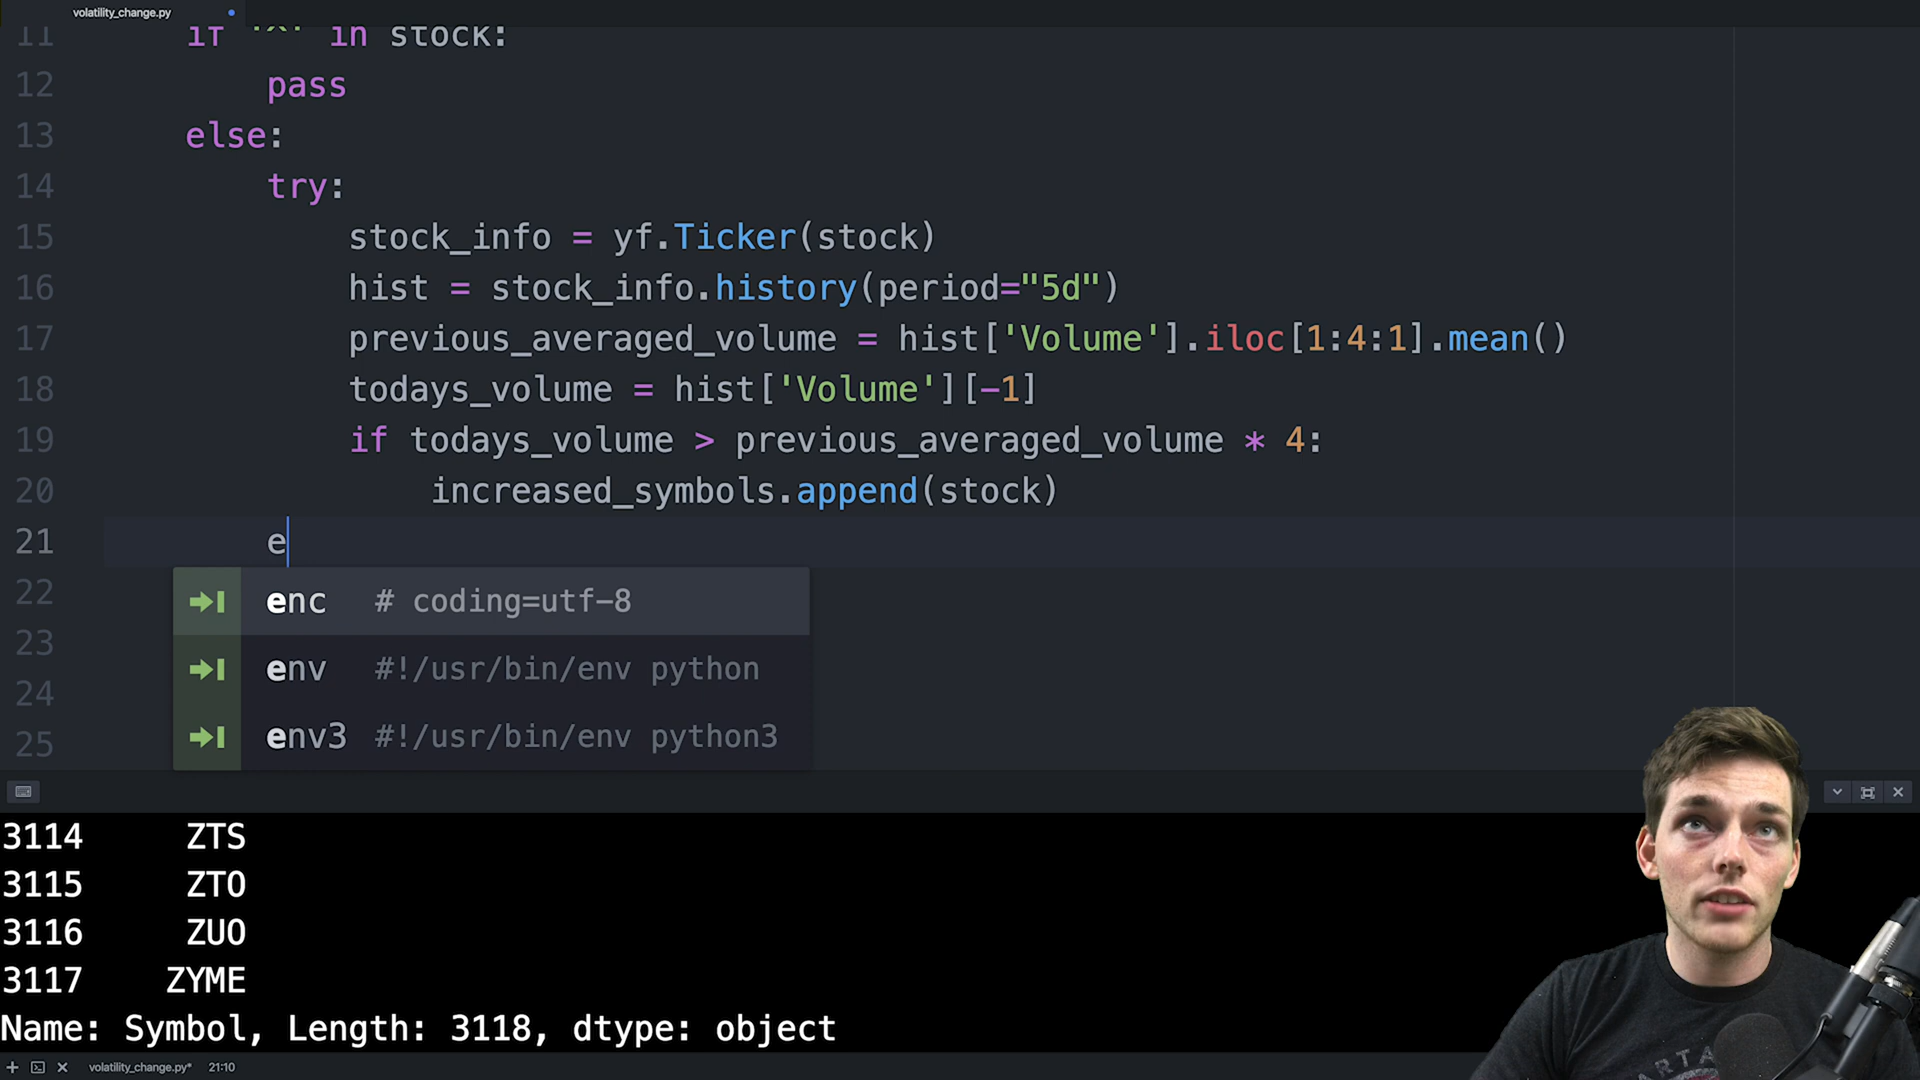 volatility_change.py
11 if '^' in stock:
12 pass
13 else:
14 try:
15 stock_info = yf.Ticker(stock)
16 hist = stock_info.history(period="5d")
17 previous_averaged_volume = hist['Volume'].iloc[1:4:1].mean()
18 todays_volume = hist['Volume'][-1]
19 if todays_volume > previous_averaged_volume * 4:
20 increased_symbols.append(stock)
21 e
22 enc # coding=utf-8
23 env #!/usr/bin/env python
24
25 env3 #!/usr/bin/env python3
3114 ZTS
3115 ZTO
3116 ZUO
3117 ZYME
Name: Symbol, Length: 3118, dtype: object
volatility_change.py* 21:10